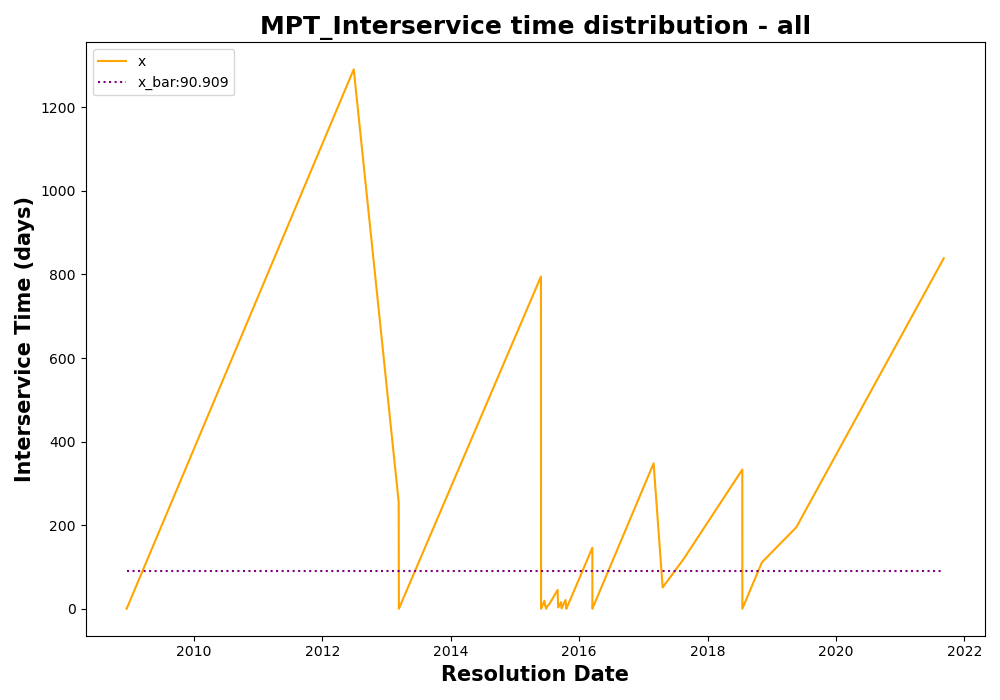 MPT_Interservice time distribution - all
x
x_bar:90.909
Interservice Time (days)
1200
1000
800
600
400
200
0
2010 2012 2014 2016 2018 2020 2022
Resolution Date